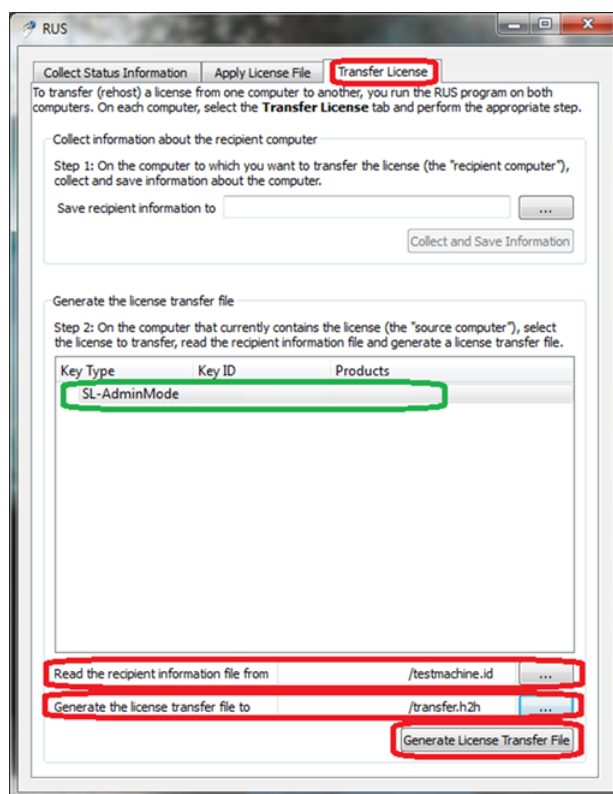 RUS
Collect Status Information Apply License File Transfer License
To transfer (rehost) a license from one computer to another, you run the RUS program on both
computers. On each computer, select the Transfer License tab and perform the appropriate step.
Collect information about the recipient computer
Step 1: On the computer to which you want to transfer the license (the "recipient computer"),
collect and save information about the computer.
Save recipient information to ...
Collect and Save Information
Generate the license transfer file
Step 2: On the computer that currently contains the license (the "source computer"), select
the license to transfer, read the recipient information file and generate a license transfer file.
Key Type Key ID Products
SL-AdminMode
Read the recipient information file from /testmachine.id ...
Generate the license transfer file to /transfer.h2h ...
Generate License Transfer File